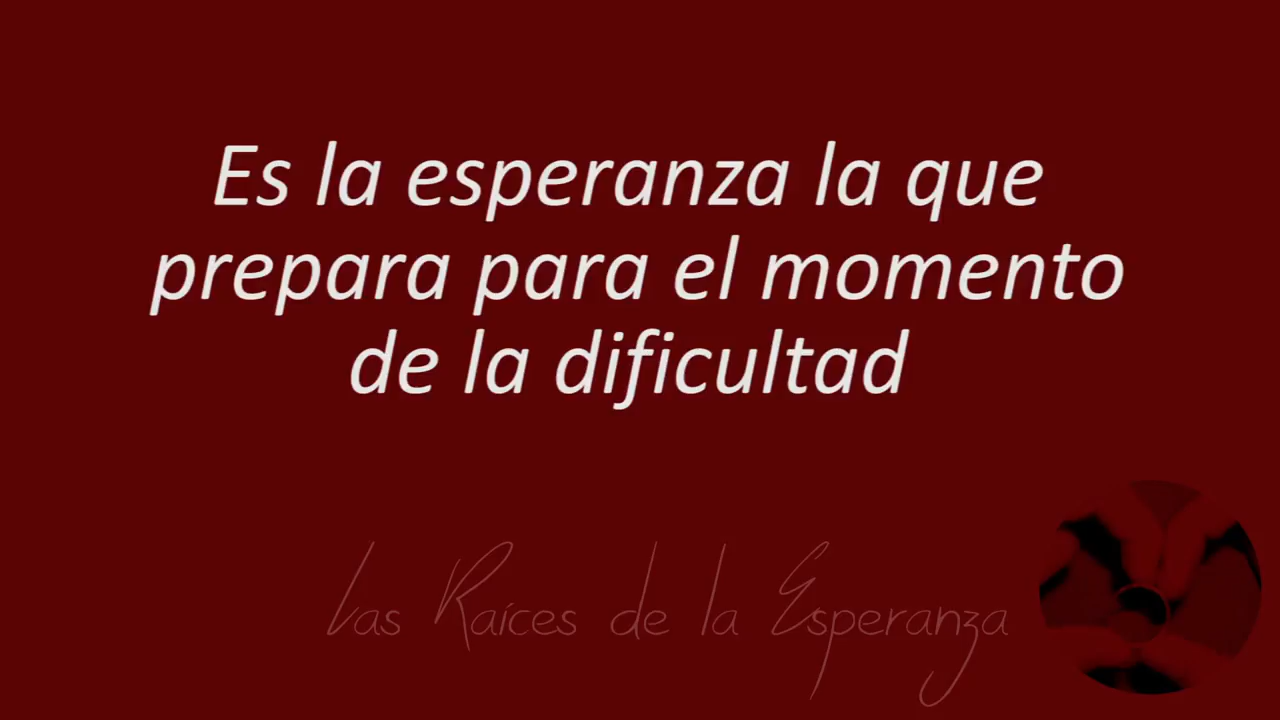 Es la esperanza la que
prepara para el momento
de la dificultad
Las Raíces de la Esperanza